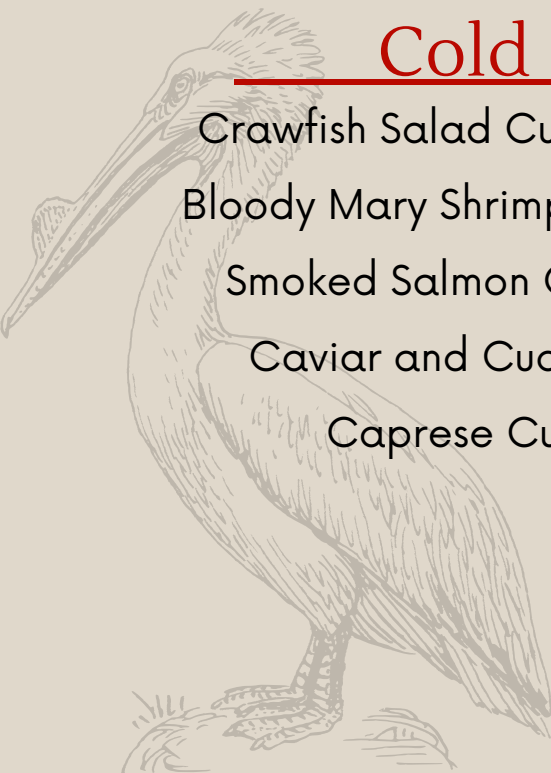 Cold
Crawfish Salad Cu
Bloody Mary Shrimp
Smoked Salmon
Caviar and Cuc
Caprese Cu